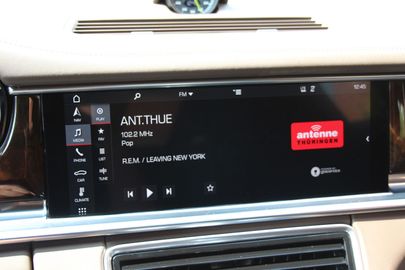 FM
12:45
NAV
PLAY
ANT.THUE
102.2 MHz
Pop
MEDIA
FAV
antenne
THÜRINGEN
PHONE
LIST
R.E.M. / LEAVING NEW YORK
CAR
TUNE
CLIMATE